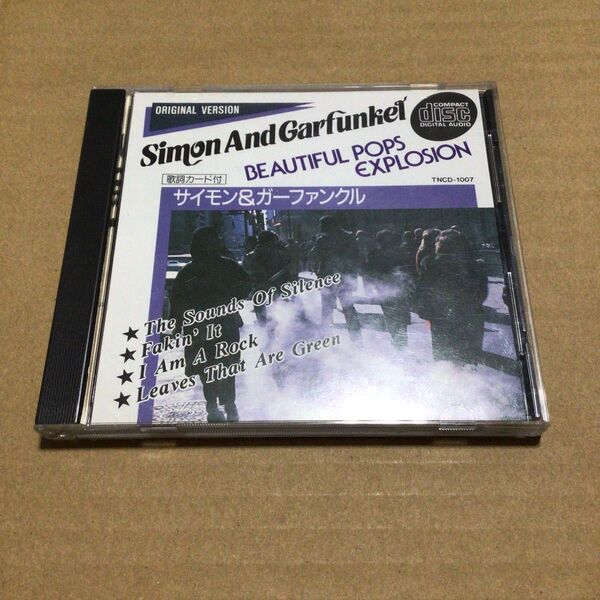 ORIGINAL VERSION
COMPACT
disc
DIGITAL AUDIO
Simon And Garfunkel
BEAUTIFUL POPS
EXPLOSION
歌詞カード付
TNCD-1007
サイモン&ガーファンクル
★ The Sounds Of Silence
★ Fakin' It
★ I Am A Rock
★ Leaves That Are Green